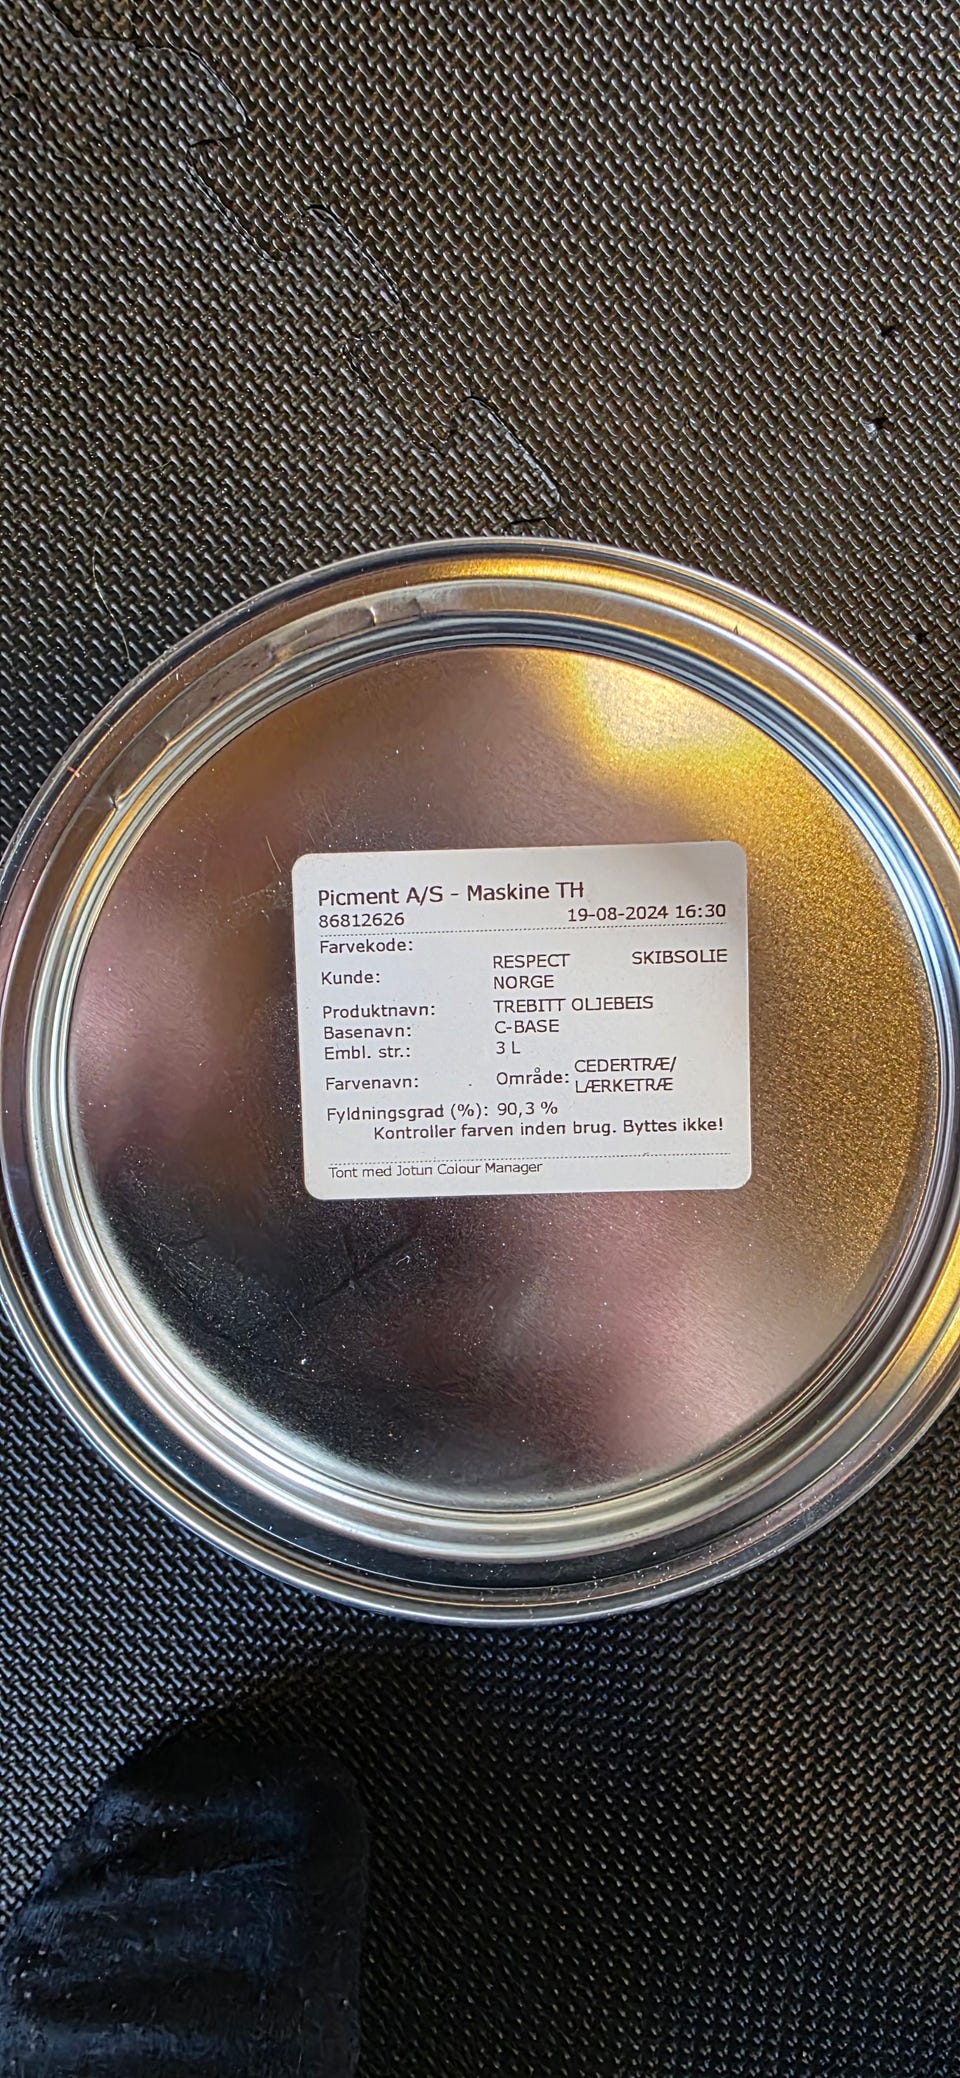 Picment A/S - Maskine TH
86812626 19-08-2024 16:30
Farvekode:
Kunde: RESPECT SKIBSOLIE
NORGE
Produktnavn: TREBITT OLJEBEIS
Basenavn: C-BASE
Embl. str.: 3 L
Farvenavn: . Område: CEDERTRÆ/
LÆRKETRÆ
Fyldningsgrad (%): 90,3 %
Kontroller farven inden brug. Byttes ikke!
Tont med Jotun Colour Manager